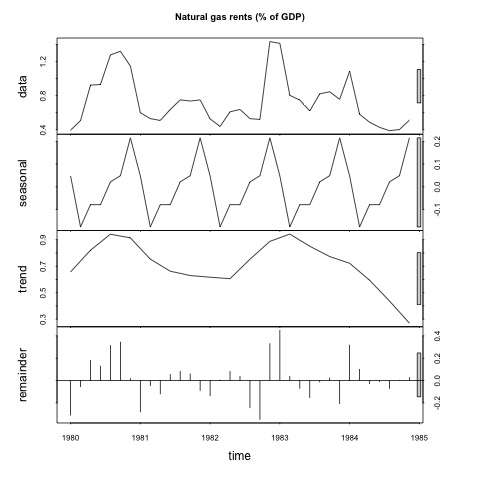 Natural gas rents (% of GDP)
data
0.4 0.8 1.2
seasonal
-0.1 0.0 0.1 0.2
trend
0.3 0.5 0.7 0.9
remainder
-0.2 0.0 0.2 0.4
1980 1981 1982 1983 1984 1985
time